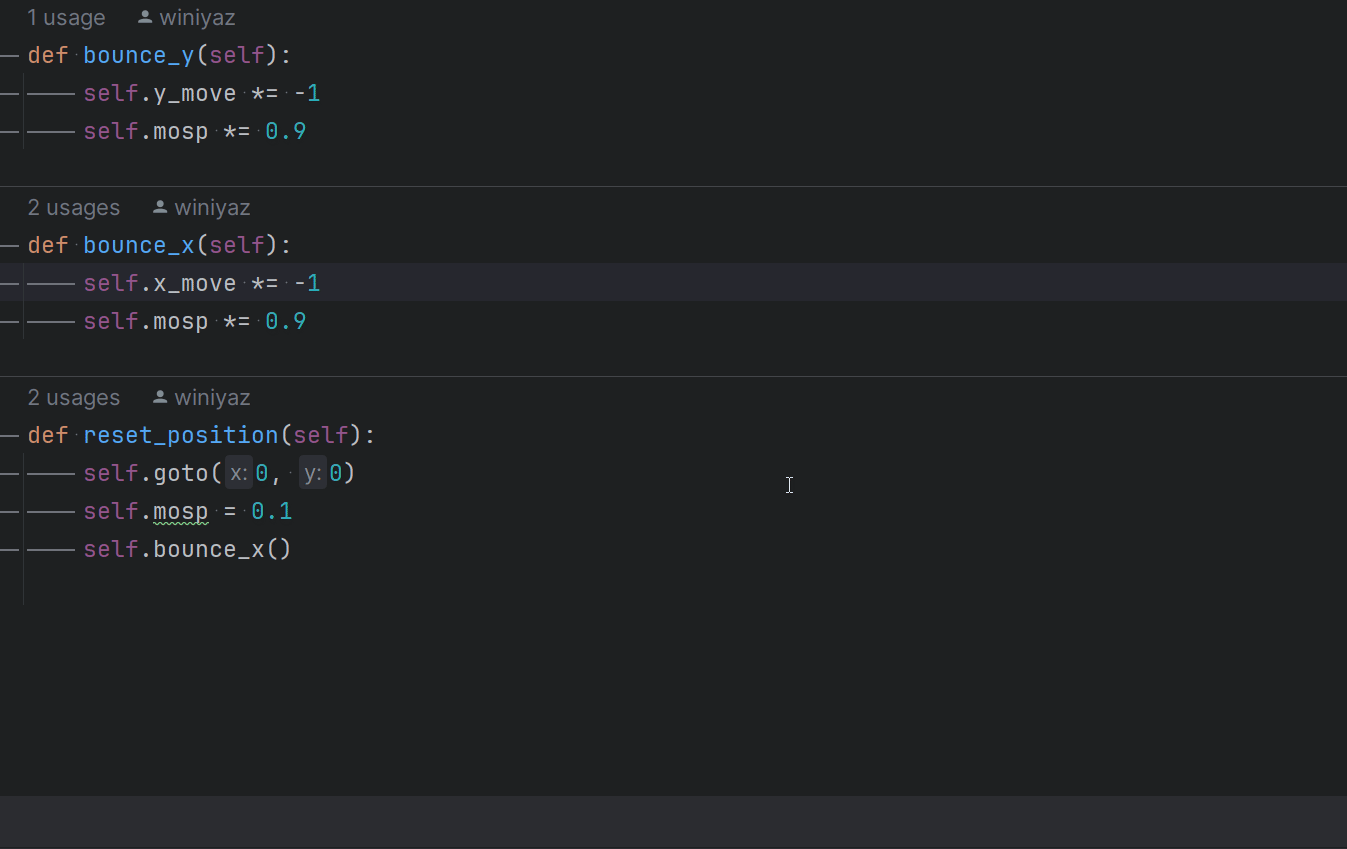 1 usage winiyaz
def bounce_y(self):
self.y_move *= -1
self.mosp *= 0.9
2 usages winiyaz
def bounce_x(self):
self.x_move *= -1
self.mosp *= 0.9
2 usages winiyaz
def reset_position(self):
self.goto(x:0, y:0)
self.mosp = 0.1
self.bounce_x()